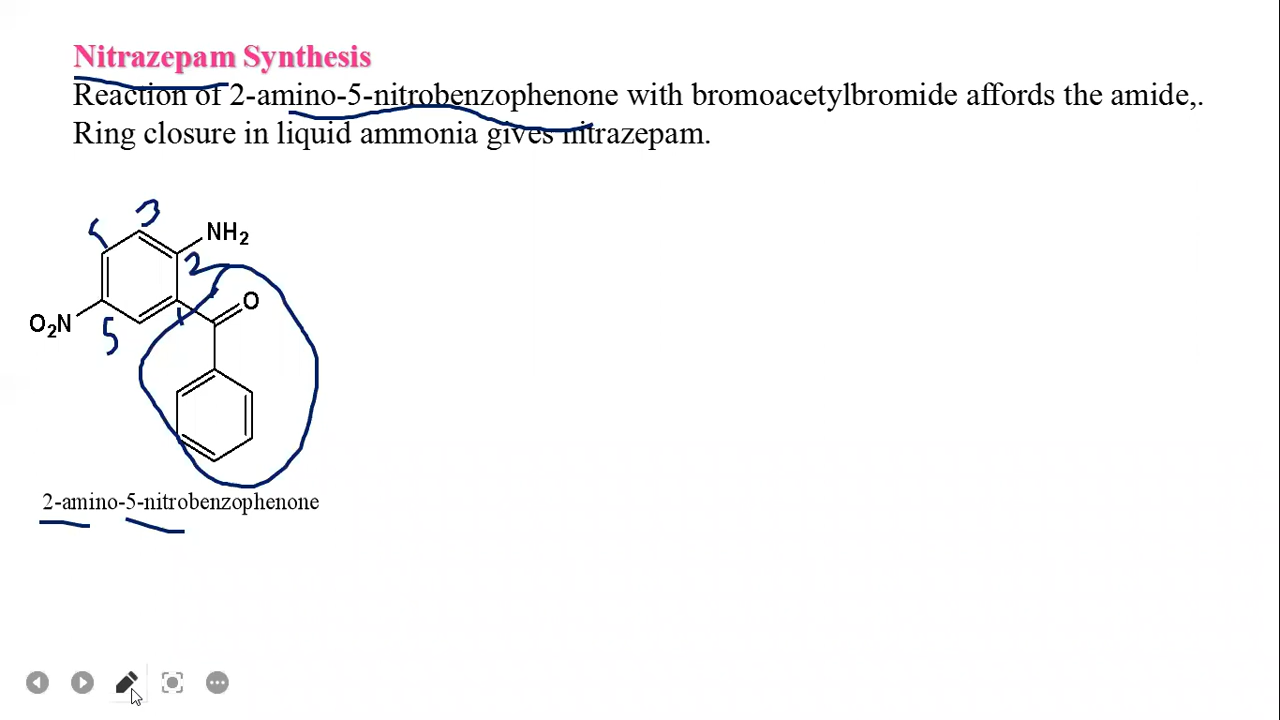 Nitrazepam Synthesis
Reaction of 2-amino-5-nitrobenzophenone with bromoacetylbromide affords the amide,.
Ring closure in liquid ammonia gives nitrazepam.
3
NH2
2
O
1
O2N
5
2-amino-5-nitrobenzophenone